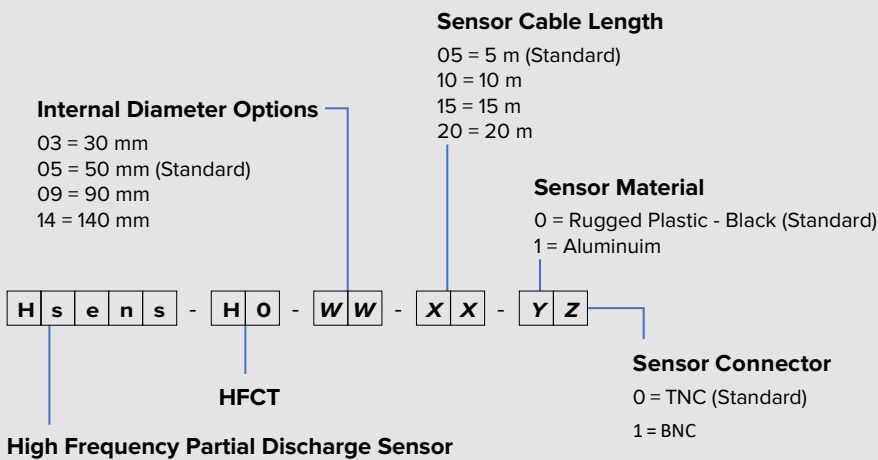 Sensor Cable Length
05 = 5 m (Standard)
10 = 10 m
15 = 15 m
20 = 20 m
Internal Diameter Options
03 = 30 mm
05 = 50 mm (Standard)
09 = 90 mm
14 = 140 mm
Sensor Material
0 = Rugged Plastic - Black (Standard)
1 = Aluminuim
H s e n s - H 0 - W W - X X - Y Z
Sensor Connector
0 = TNC (Standard)
1 = BNC
HFCT
High Frequency Partial Discharge Sensor